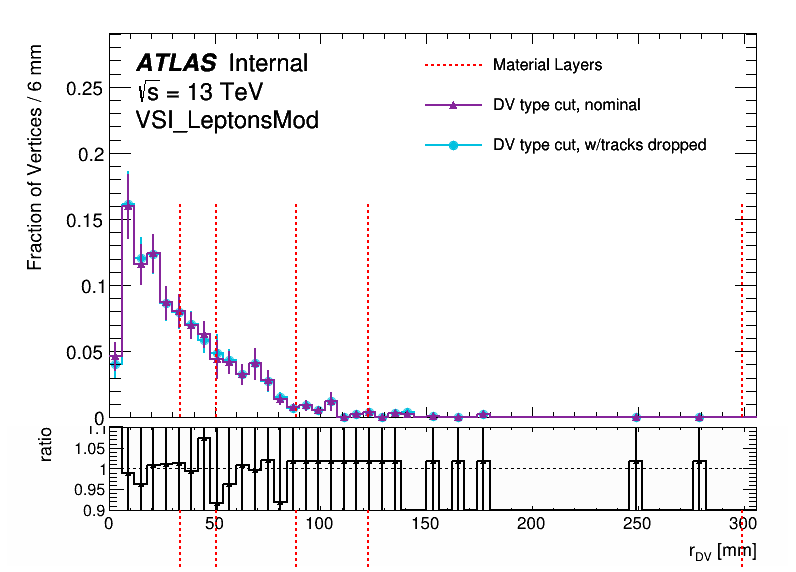 ATLAS Internal
√s = 13 TeV
VSI_LeptonsMod
Material Layers
DV type cut, nominal
DV type cut, w/tracks dropped
Fraction of Vertices / 6 mm
0.25
0.2
0.15
0.1
0.05
0
ratio
1.1
1.05
1
0.95
0.9
0 50 100 150 200 250 300
r_DV [mm]